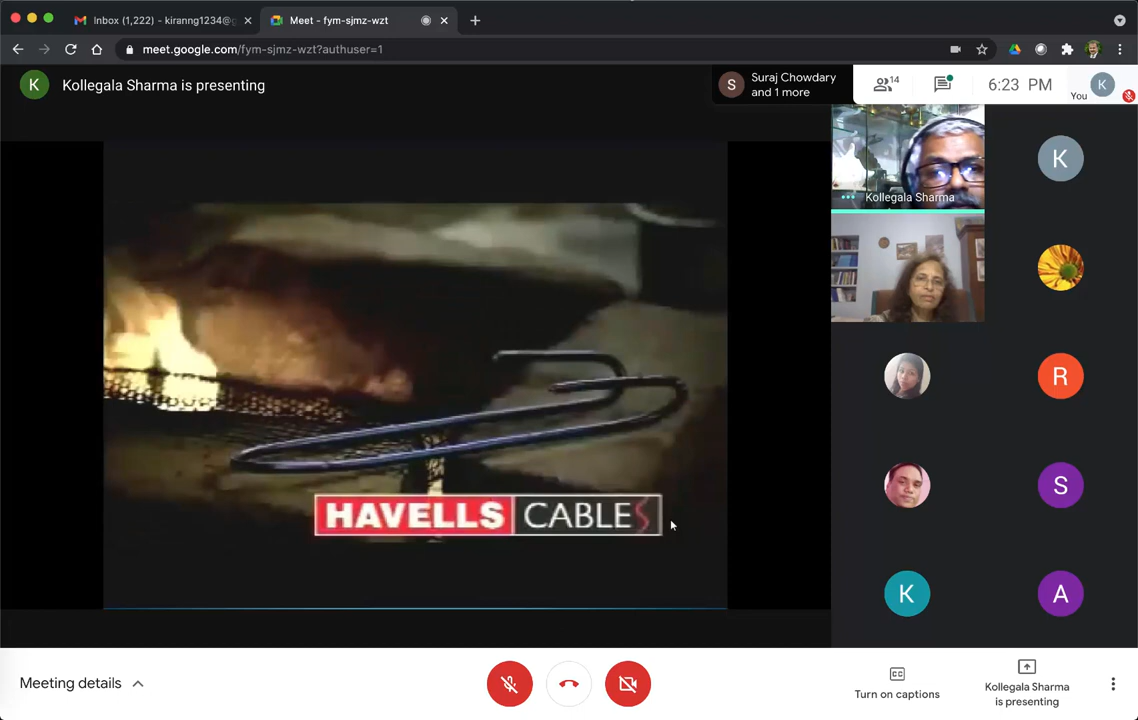 Inbox (1,222) - kiranng1234@g
Meet - fym-sjmz-wzt
meet.google.com/fym-sjmz-wzt?authuser=1
K
Kollegala Sharma is presenting
S
Suraj Chowdary
and 1 more
14
6:23 PM
You
K
Kollegala Sharma
K
R
S
K
A
HAVELLS CABLES
Meeting details
Turn on captions
Kollegala Sharma
is presenting